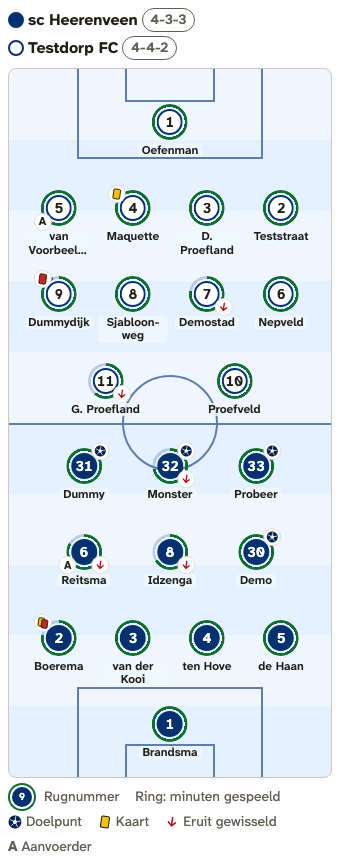 sc Heerenveen 4-3-3
Testdorp FC 4-4-2
1
Oefenman
5 4 3 2
A
van Voorbeel... Maquette D. Proefland Teststraat
9 8 7 6
Dummydijk Sjabloon-weg Demostad Nepveld
11 10
G. Proefland Proefveld
31 32 33
Dummy Monster Probeer
6 8 30
A
Reitsma Idzenga Demo
2 3 4 5
Boerema van der Kooi ten Hove de Haan
1
Brandsma
9 Rugnummer Ring: minuten gespeeld
Doelpunt Kaart Eruit gewisseld
A Aanvoerder